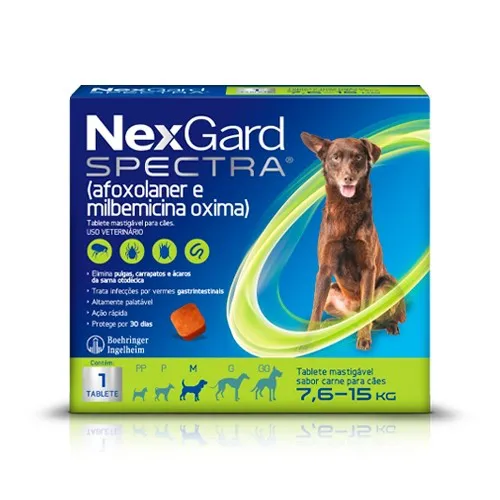 NexGard
SPECTRA®
(afoxolaner e
milbemicina oxima)
Tablete mastigável para cães.
USO VETERINÁRIO
• Elimina pulgas, carrapatos e ácaros
da sarna otodécica
• Trata infecções por vermes gastrintestinais
• Altamente palatável
• Ação rápida
• Protege por 30 dias
Boehringer
Ingelheim
Contém:
1
TABLETE
PP P M G GG
Tablete mastigável
sabor carne para cães
7,6-15 KG